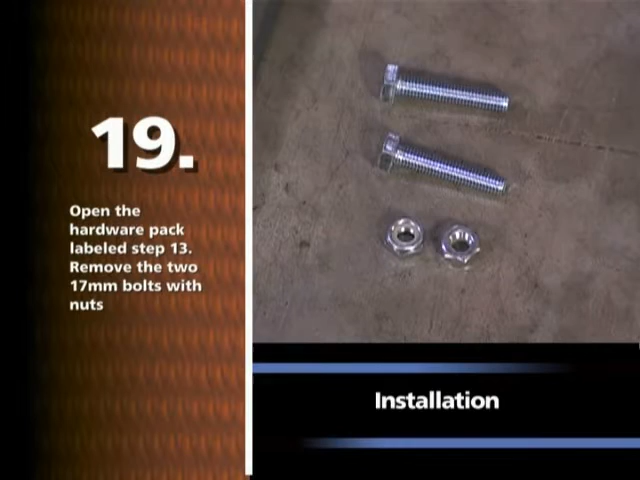 19.
Open the
hardware pack
labeled step 13.
Remove the two
17mm bolts with
nuts
Installation